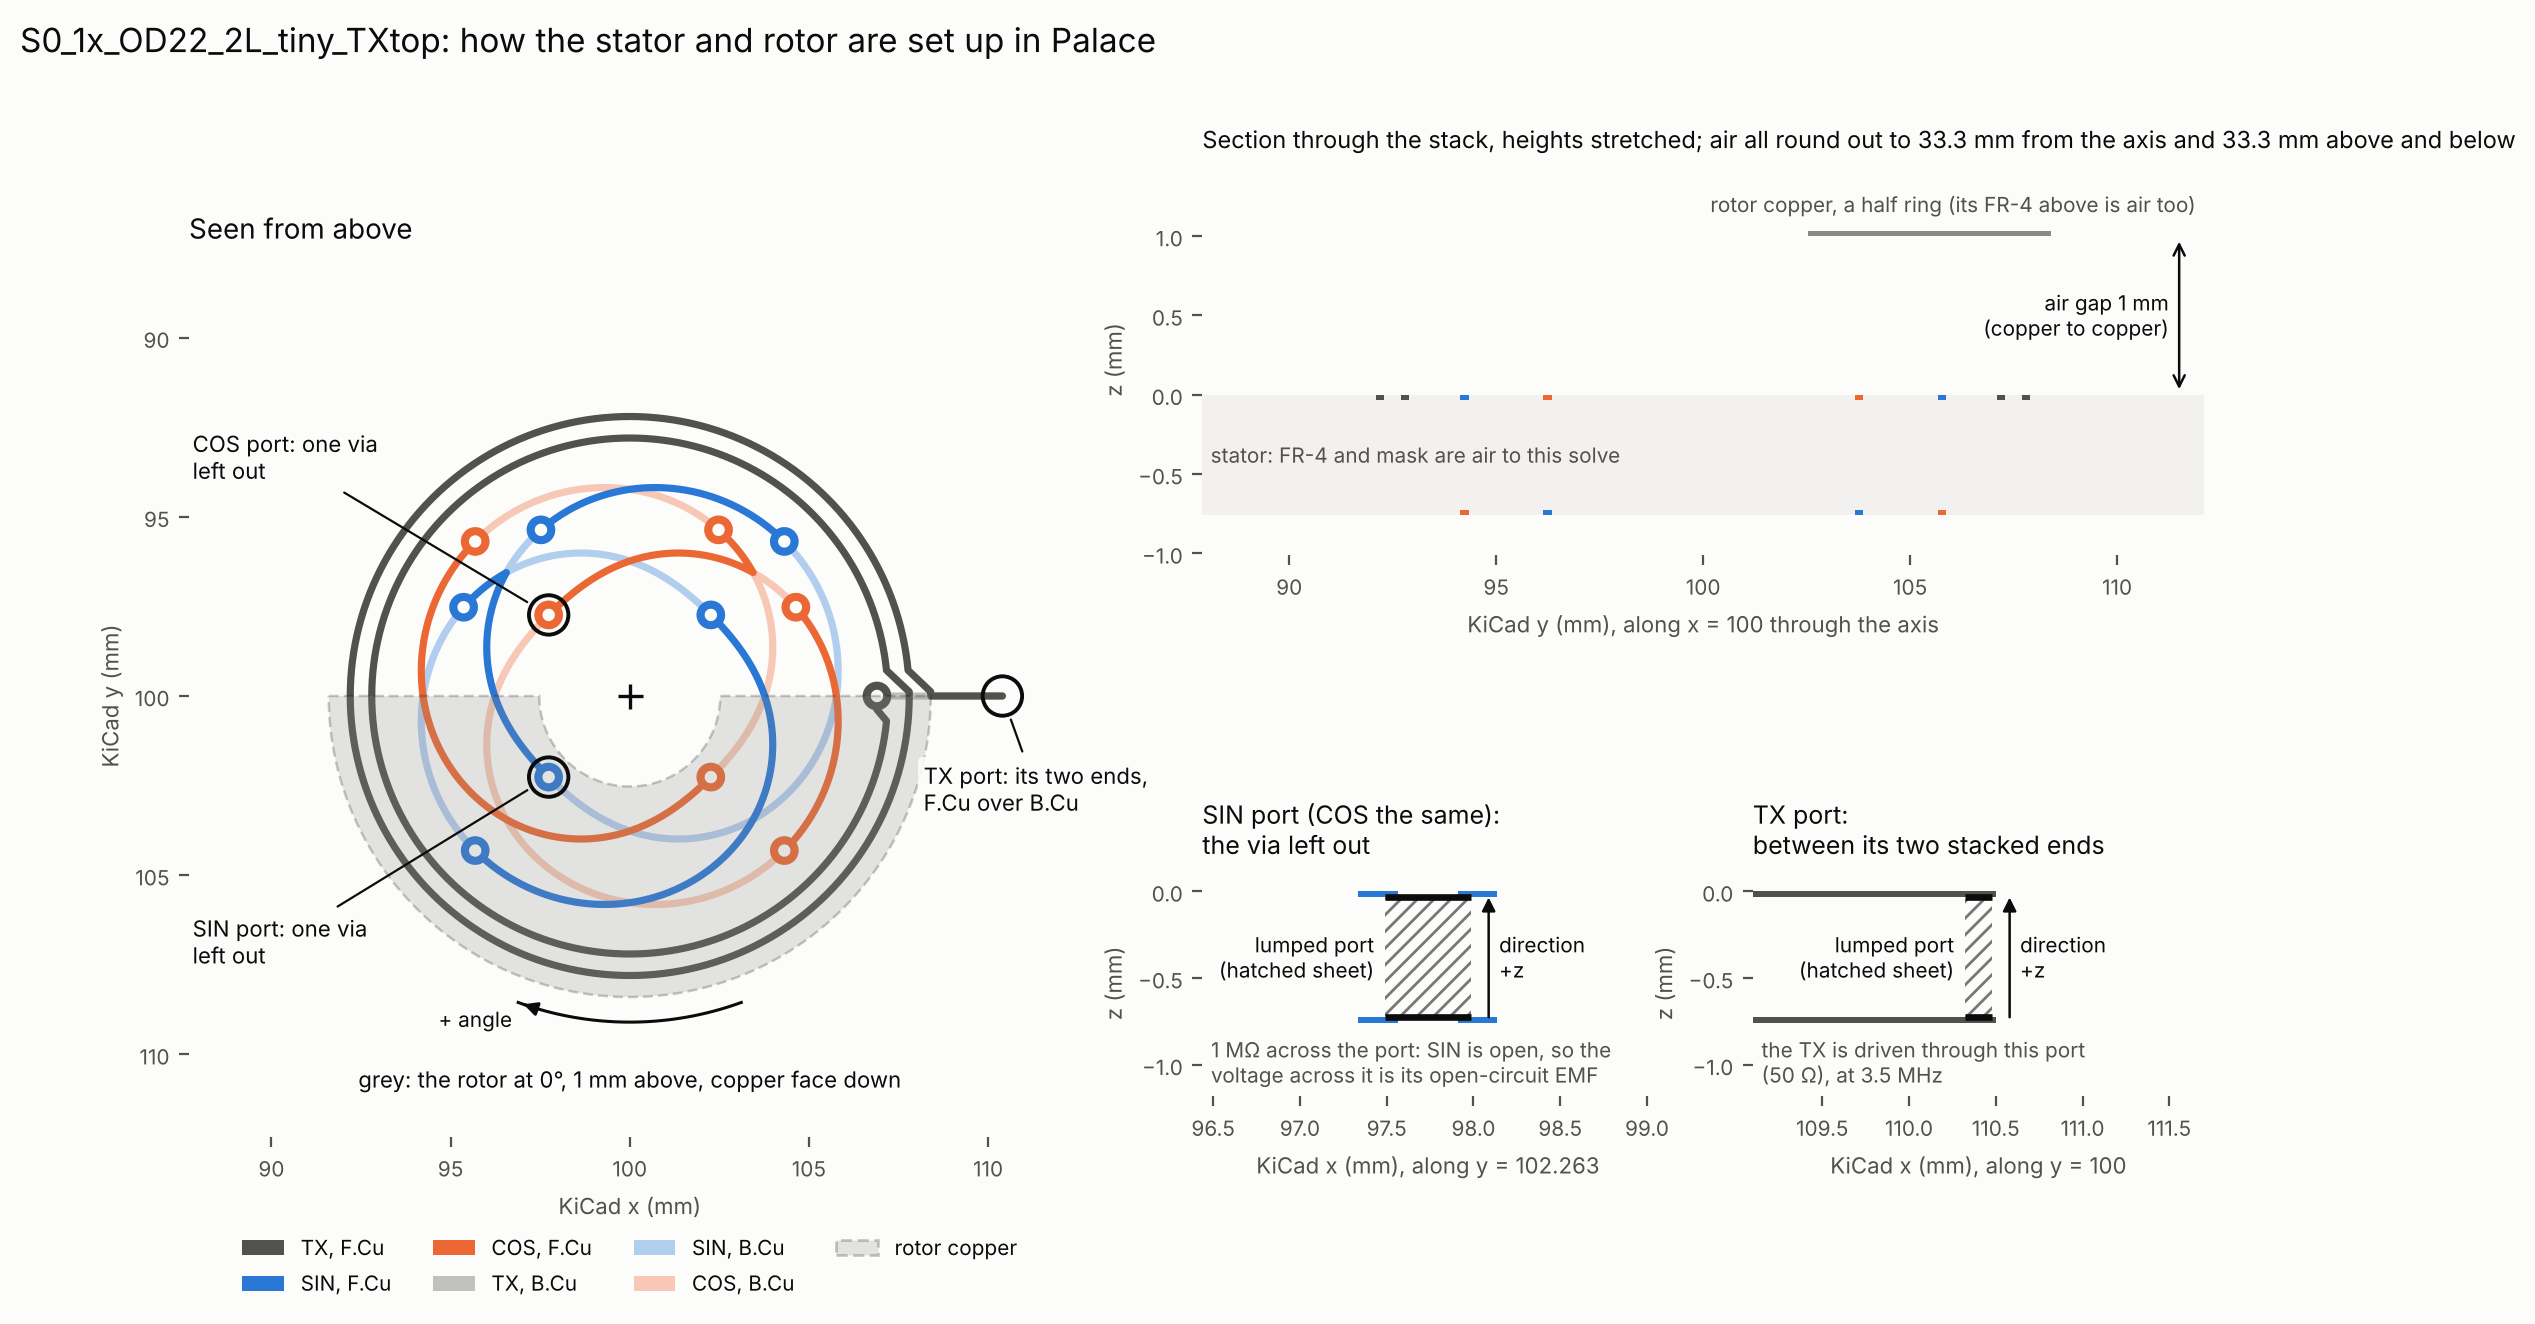 S0_1x_OD22_2L_tiny_TXtop: how the stator and rotor are set up in Palace
Seen from above
90
95
100
105
110
KiCad y (mm)
COS port: one via
left out
SIN port: one via
left out
TX port: its two ends,
F.Cu over B.Cu
+ angle
grey: the rotor at 0°, 1 mm above, copper face down
90
95
100
105
110
KiCad x (mm)
TX, F.Cu
COS, F.Cu
SIN, B.Cu
rotor copper
SIN, F.Cu
TX, B.Cu
COS, B.Cu
Section through the stack, heights stretched; air all round out to 33.3 mm from the axis and 33.3 mm above and below
rotor copper, a half ring (its FR-4 above is air too)
1.0
0.5
0.0
−0.5
−1.0
z (mm)
air gap 1 mm
(copper to copper)
stator: FR-4 and mask are air to this solve
90
95
100
105
110
KiCad y (mm), along x = 100 through the axis
SIN port (COS the same):
the via left out
0.0
−0.5
−1.0
z (mm)
lumped port
(hatched sheet)
direction
+z
1 MΩ across the port: SIN is open, so the
voltage across it is its open-circuit EMF
96.5
97.0
97.5
98.0
98.5
99.0
KiCad x (mm), along y = 102.263
TX port:
between its two stacked ends
0.0
−0.5
−1.0
z (mm)
lumped port
(hatched sheet)
direction
+z
the TX is driven through this port
(50 Ω), at 3.5 MHz
109.5
110.0
110.5
111.0
111.5
KiCad x (mm), along y = 100